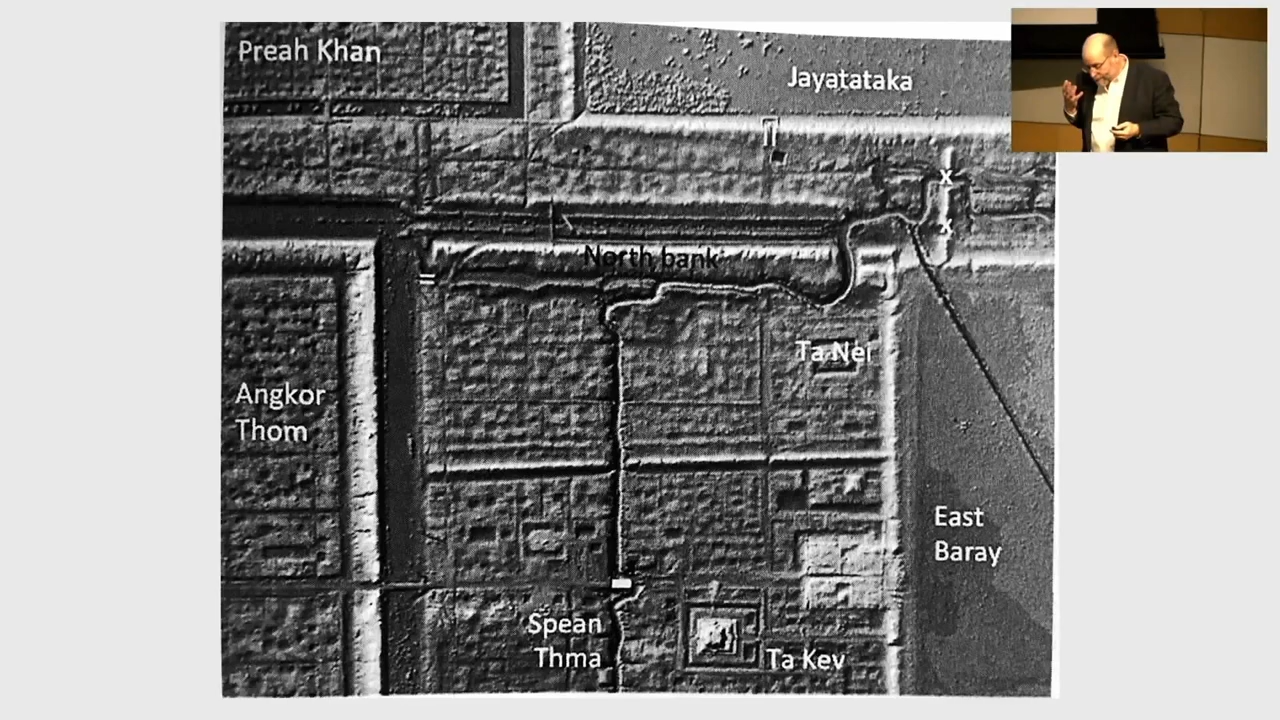 Preah Khan
Jayatataka
x
x
North bank
Ta Nei
Angkor
Thom
East
Baray
Spean
Thma
Ta Kev